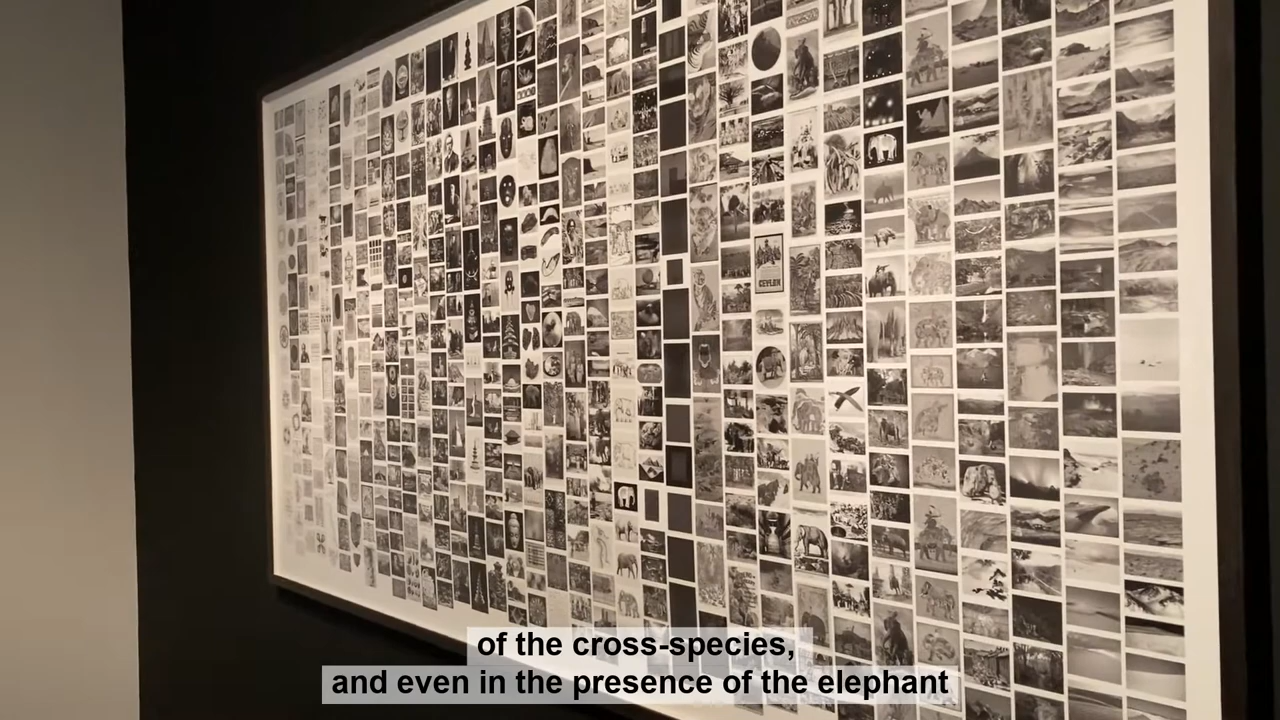 CEYLON
of the cross-species,
and even in the presence of the elephant